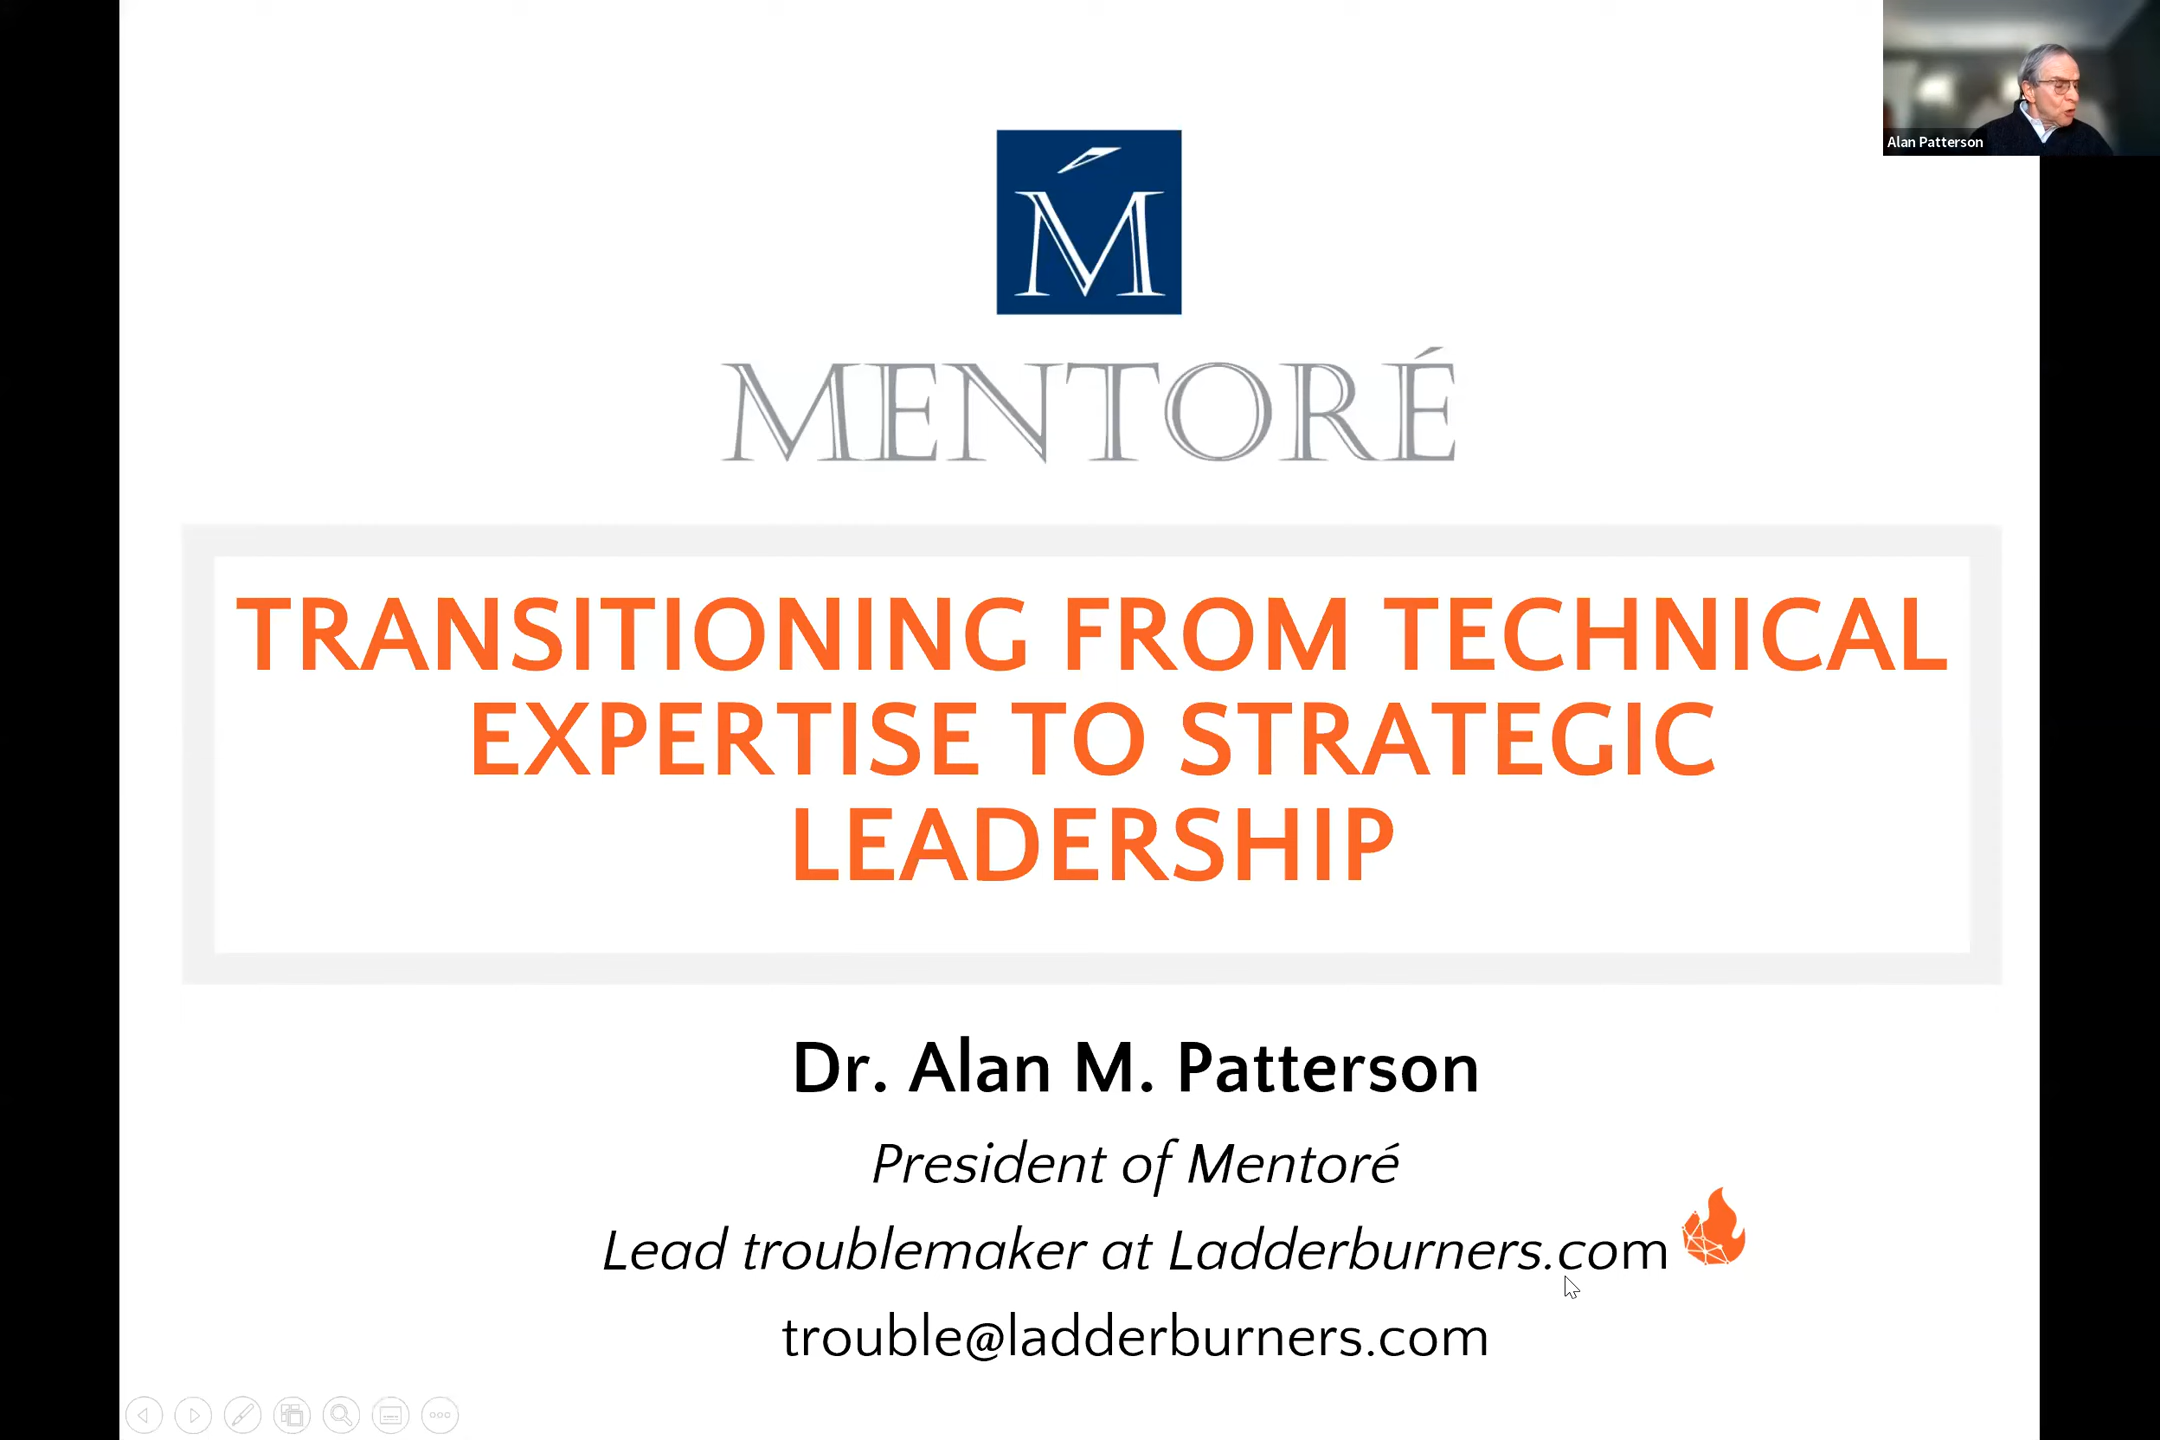 Alan Patterson
Ḿ
MENTORÉ
TRANSITIONING FROM TECHNICAL
EXPERTISE TO STRATEGIC
LEADERSHIP
Dr. Alan M. Patterson
President of Mentoré
Lead troublemaker at Ladderburners.com
trouble@ladderburners.com